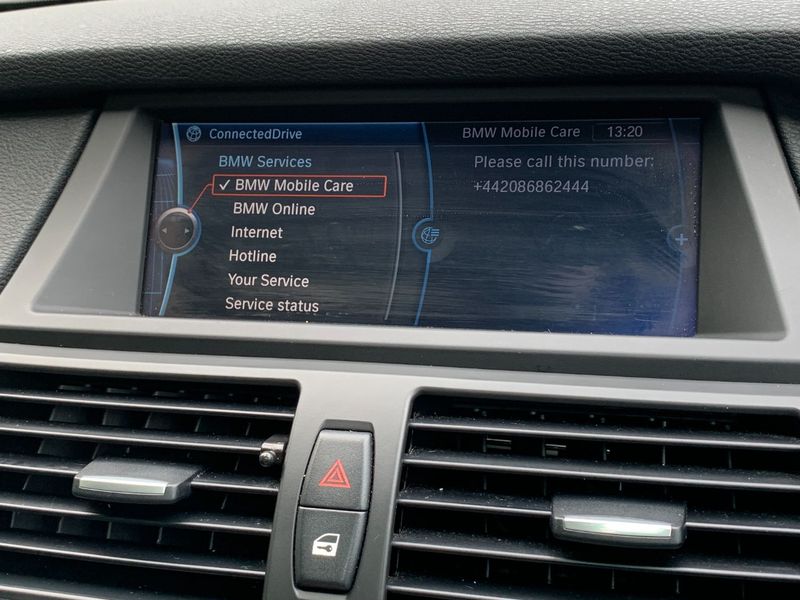 ConnectedDrive
BMW Mobile Care 13:20
BMW Services
✓ BMW Mobile Care
BMW Online
Internet
Hotline
Your Service
Service status
Please call this number:
+442086862444